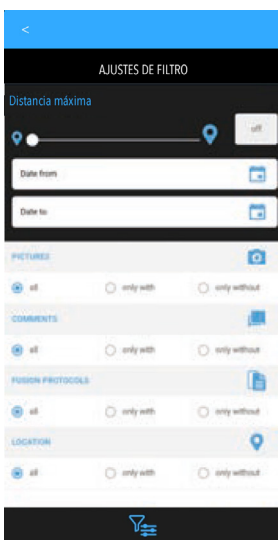 <
AJUSTES DE FILTRO
Distancia máxima
off
Date from
Date to
PICTURES
all only with only without
COMMENTS
all only with only without
FUSION PROTOCOLS
all only with only without
LOCATION
all only with only without